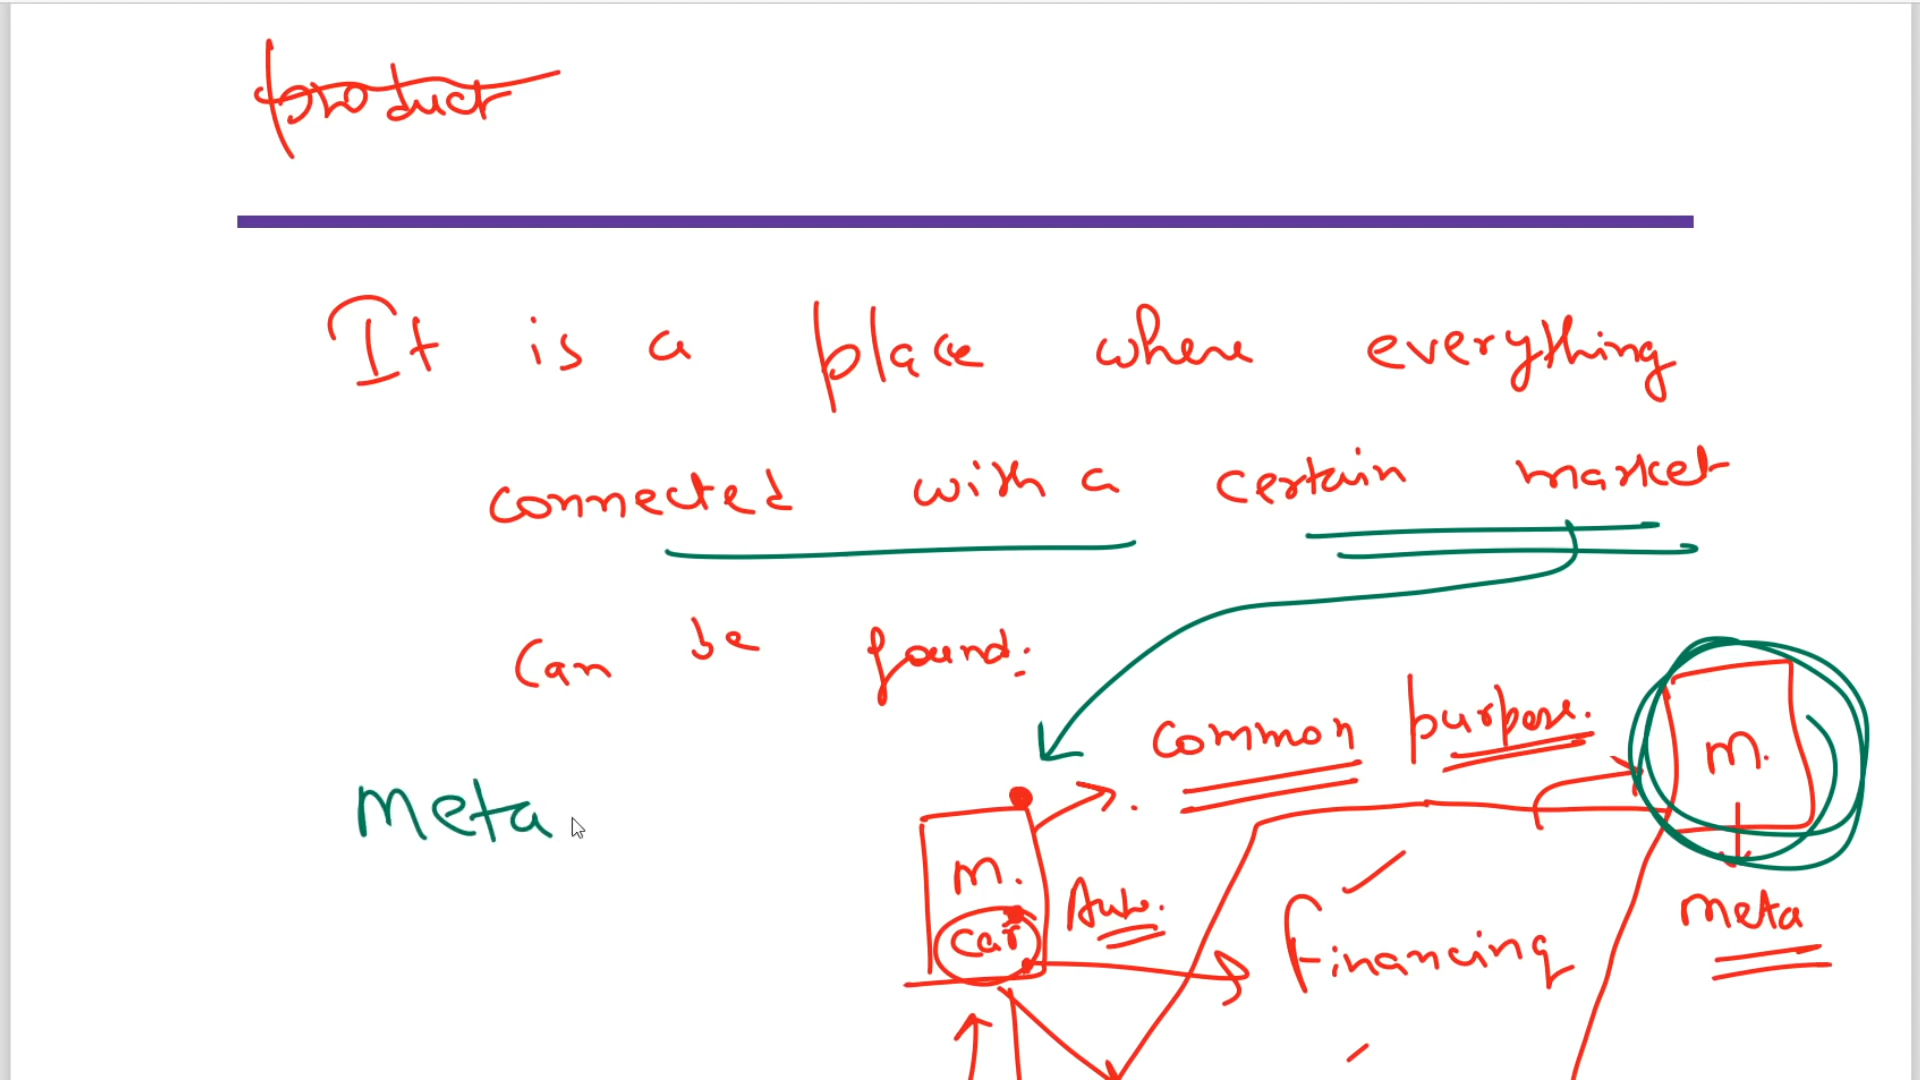 product
It is a place where everything
connected with a certain market
can be found.
common purpose.
m.
meta
m.
car
Auto.
Financing
meta